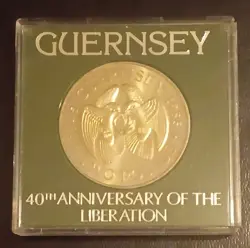 GUERNSEY
40TH ANNIVERSARY OF THE
LIBERATION